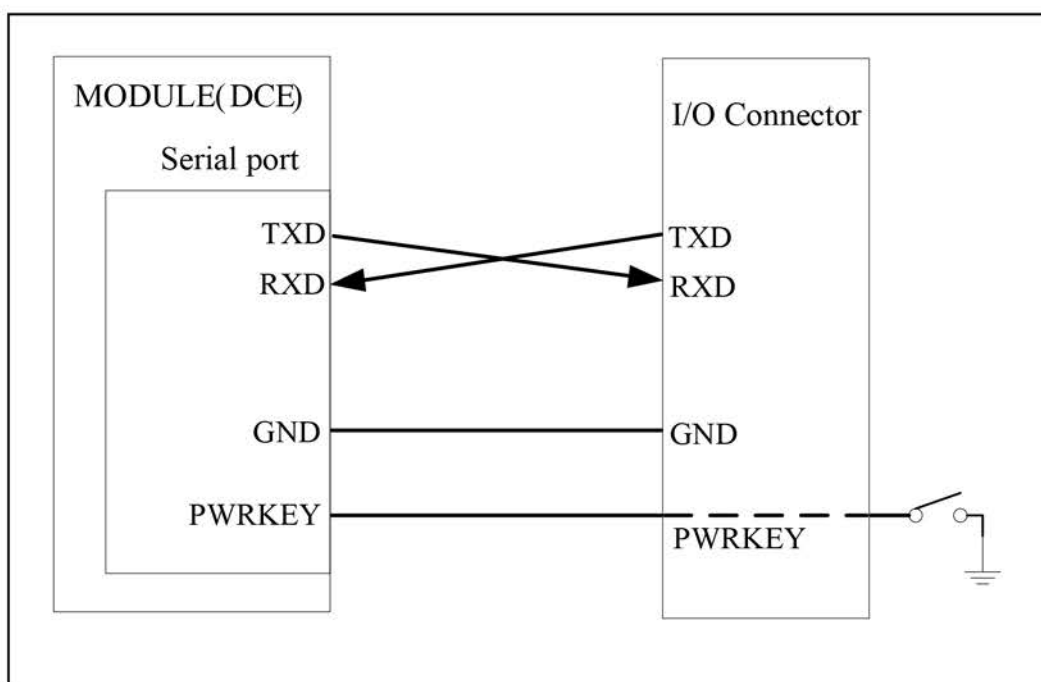 MODULE(DCE)
Serial port
TXD
RXD
GND
PWRKEY
I/O Connector
TXD
RXD
GND
PWRKEY